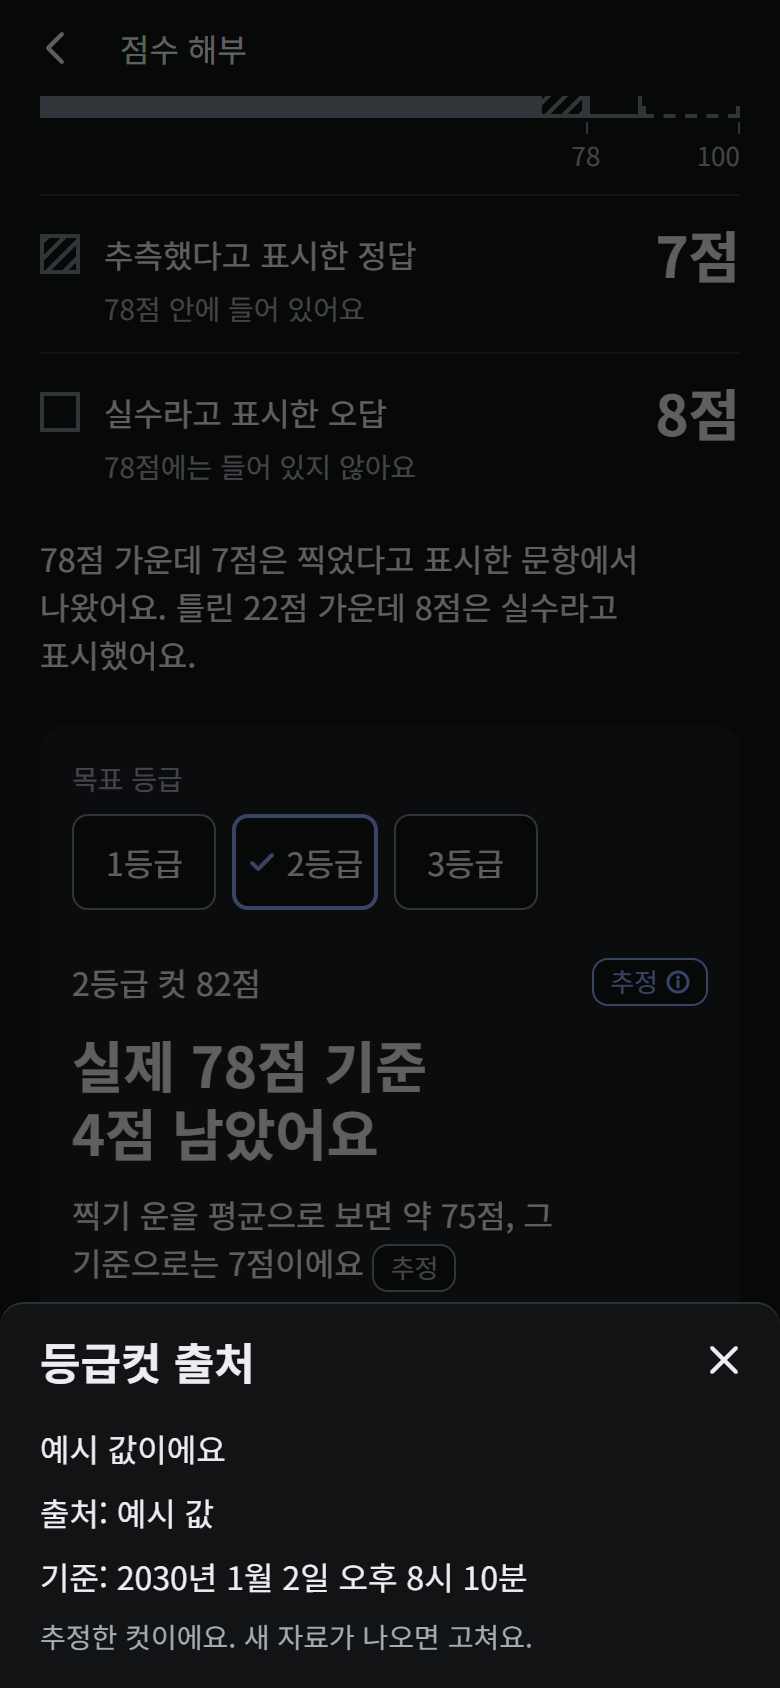 점수 해부
78
100
추측했다고 표시한 정답
7점
78점 안에 들어 있어요
실수라고 표시한 오답
8점
78점에는 들어 있지 않아요
78점 가운데 7점은 찍었다고 표시한 문항에서
나왔어요. 틀린 22점 가운데 8점은 실수라고
표시했어요.
목표 등급
1등급
2등급
3등급
2등급 컷 82점
추정
실제 78점 기준
4점 남았어요
찍기 운을 평균으로 보면 약 75점, 그
기준으로는 7점이에요 추정
등급컷 출처
예시 값이에요
출처: 예시 값
기준: 2030년 1월 2일 오후 8시 10분
추정한 컷이에요. 새 자료가 나오면 고쳐요.